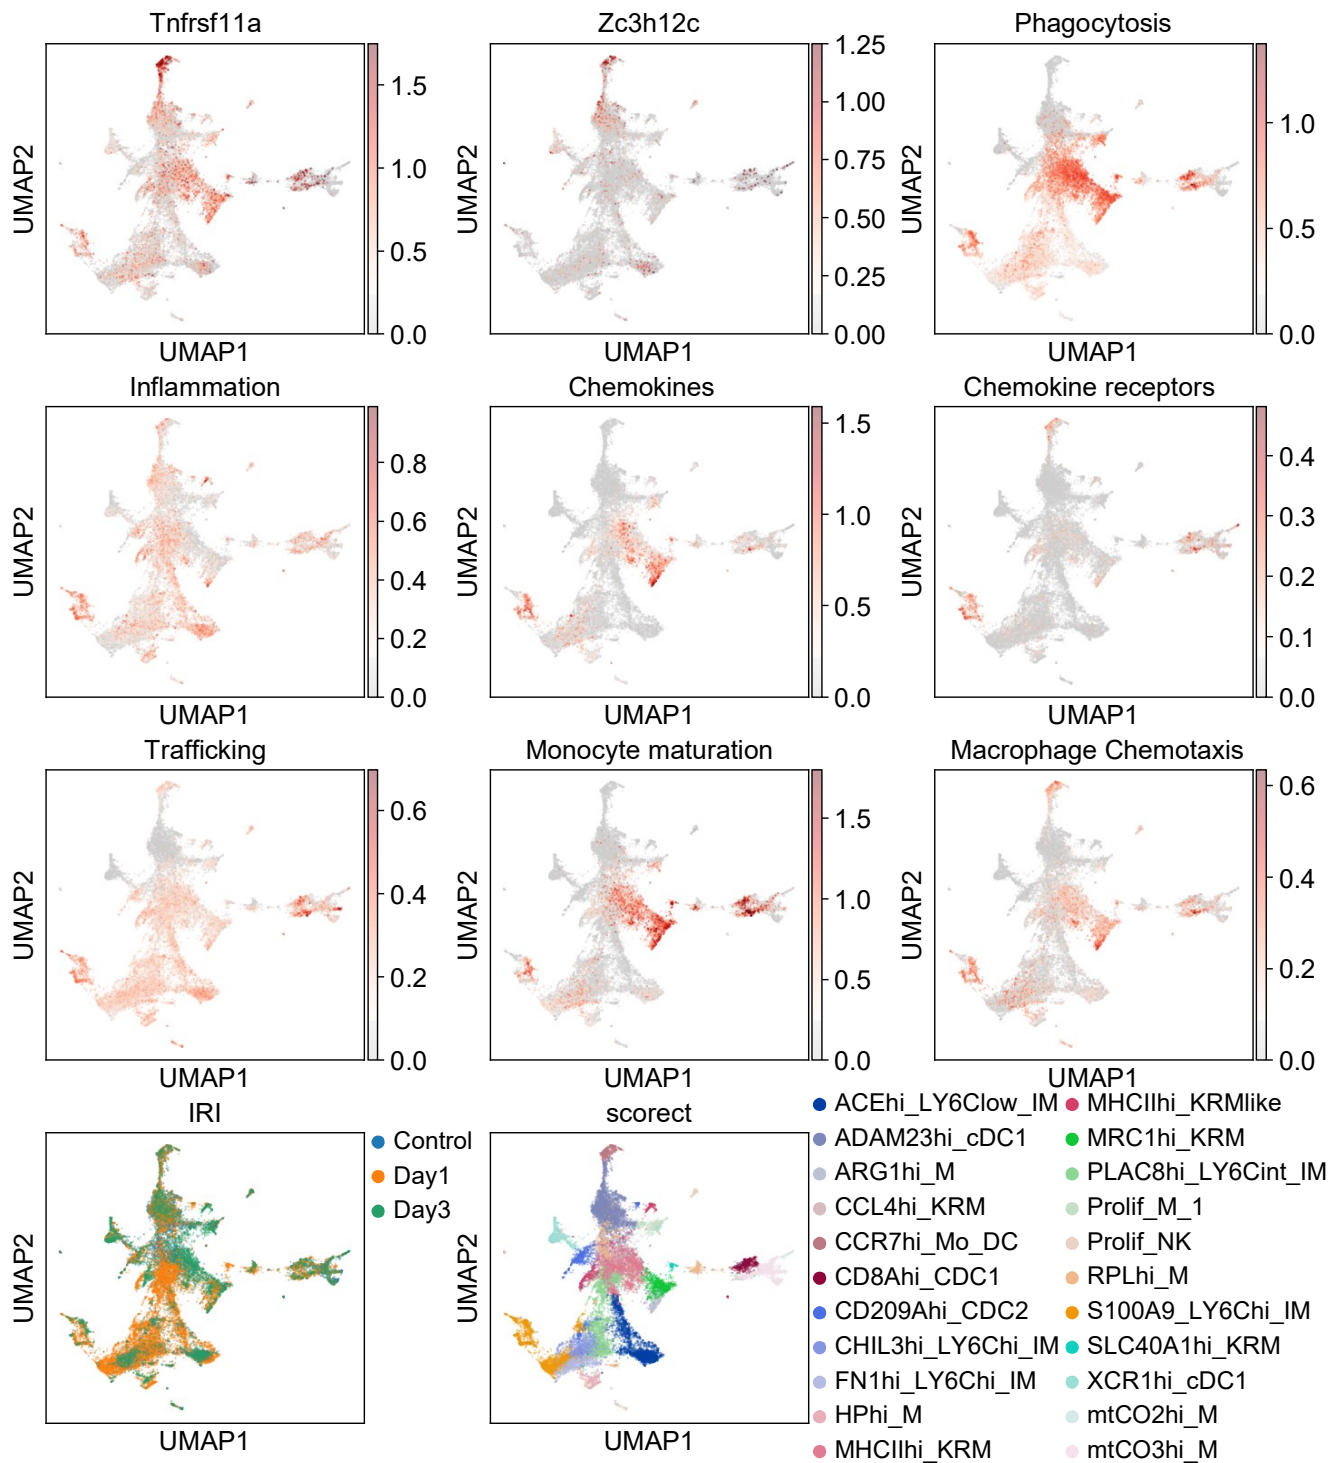 Tnfrsf11a
Zc3h12c
Phagocytosis
UMAP2
1.5
1.0
0.5
0.0
UMAP1
UMAP2
1.25
1.00
0.75
0.50
0.25
0.00
UMAP1
UMAP2
1.0
0.5
0.0
UMAP1
Inflammation
Chemokines
Chemokine receptors
UMAP2
0.8
0.6
0.4
0.2
0.0
UMAP1
UMAP2
1.5
1.0
0.5
0.0
UMAP1
UMAP2
0.4
0.3
0.2
0.1
0.0
UMAP1
Trafficking
Monocyte maturation
Macrophage Chemotaxis
UMAP2
0.6
0.4
0.2
0.0
UMAP1
UMAP2
1.5
1.0
0.5
0.0
UMAP1
UMAP2
0.6
0.4
0.2
0.0
UMAP1
IRI
UMAP2
Control
Day1
Day3
UMAP1
scorect
UMAP2
UMAP1
ACEhi_LY6Clow_IM
ADAM23hi_cDC1
ARG1hi_M
CCL4hi_KRM
CCR7hi_Mo_DC
CD8Ahi_CDC1
CD209Ahi_CDC2
CHIL3hi_LY6Chi_IM
FN1hi_LY6Chi_IM
HPhi_M
MHCIIhi_KRM
MHCIIhi_KRMlike
MRC1hi_KRM
PLAC8hi_LY6Cint_IM
Prolif_M_1
Prolif_NK
RPLhi_M
S100A9_LY6Chi_IM
SLC40A1hi_KRM
XCR1hi_cDC1
mtCO2hi_M
mtCO3hi_M